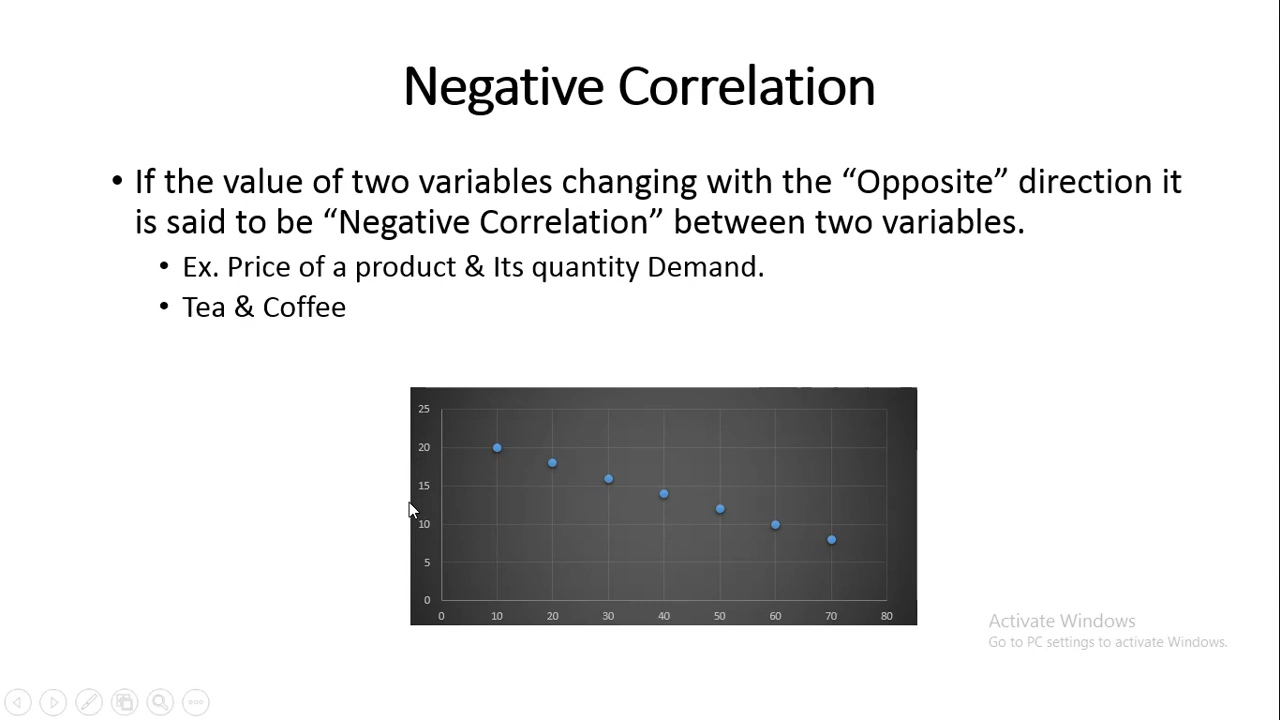 Negative Correlation
• If the value of two variables changing with the “Opposite” direction it
is said to be “Negative Correlation” between two variables.
• Ex. Price of a product & Its quantity Demand.
• Tea & Coffee
25
20
15
10
5
0
0 10 20 30 40 50 60 70 80
Activate Windows
Go to PC settings to activate Windows.